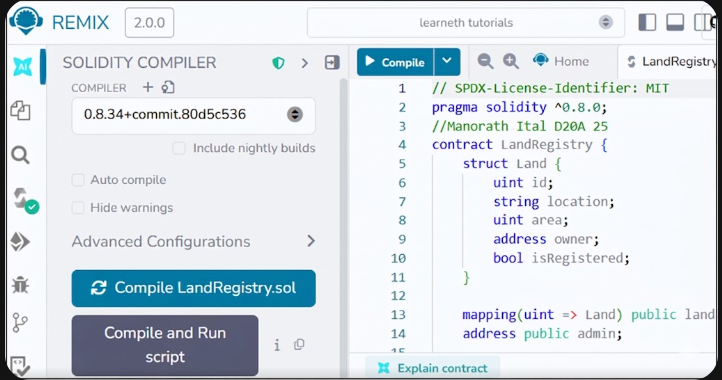 REMIX 2.0.0 learneth tutorials
SOLIDITY COMPILER
COMPILER
0.8.34+commit.80d5c536
Include nightly builds
Auto compile
Hide warnings
Advanced Configurations
Compile LandRegistry.sol
Compile and Run
script
i
Compile Home LandRegistry
1 // SPDX-License-Identifier: MIT
2 pragma solidity ^0.8.0;
3 //Manorath Ital D20A 25
4 contract LandRegistry {
5 struct Land {
6 uint id;
7 string location;
8 uint area;
9 address owner;
10 bool isRegistered;
11 }
12
13 mapping(uint => Land) public land
14 address public admin;
15
Explain contract